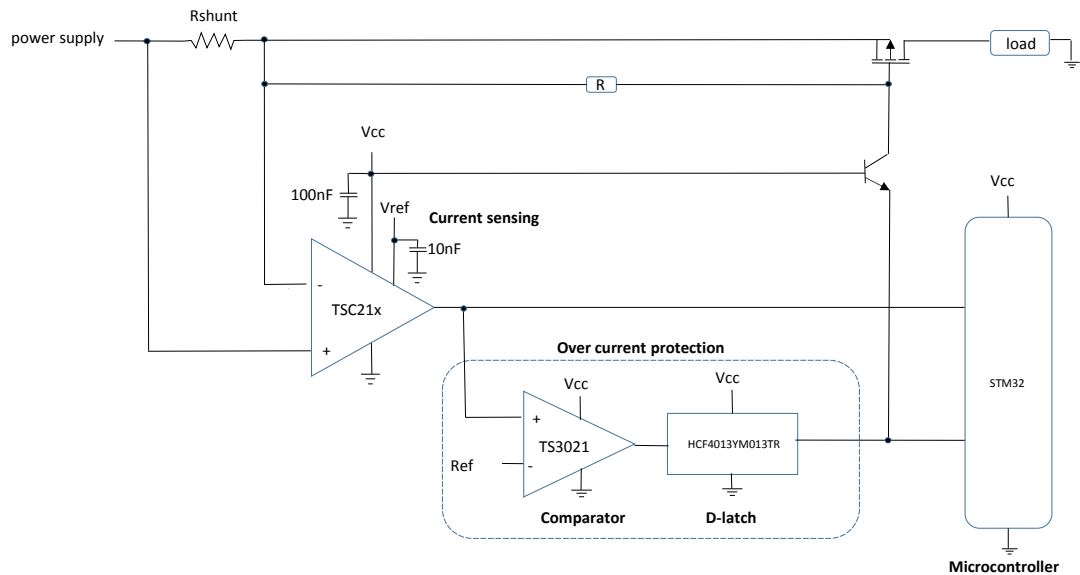 Rshunt
power supply
load
R
Vcc
100nF
Vref
Current sensing
10nF
Vcc
-
TSC21x
+
Over current protection
Vcc
Vcc
STM32
+
TS3021
HCF4013YM013TR
Ref
-
Comparator
D-latch
Microcontroller